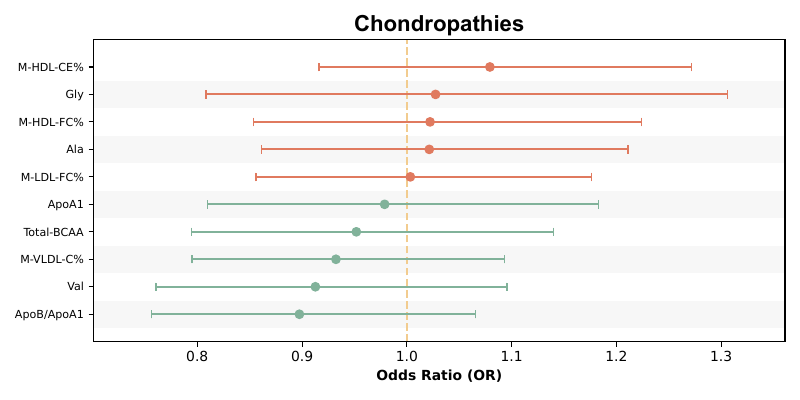 Chondropathies
M-HDL-CE%
Gly
M-HDL-FC%
Ala
M-LDL-FC%
ApoA1
Total-BCAA
M-VLDL-C%
Val
ApoB/ApoA1
0.8 0.9 1.0 1.1 1.2 1.3
Odds Ratio (OR)